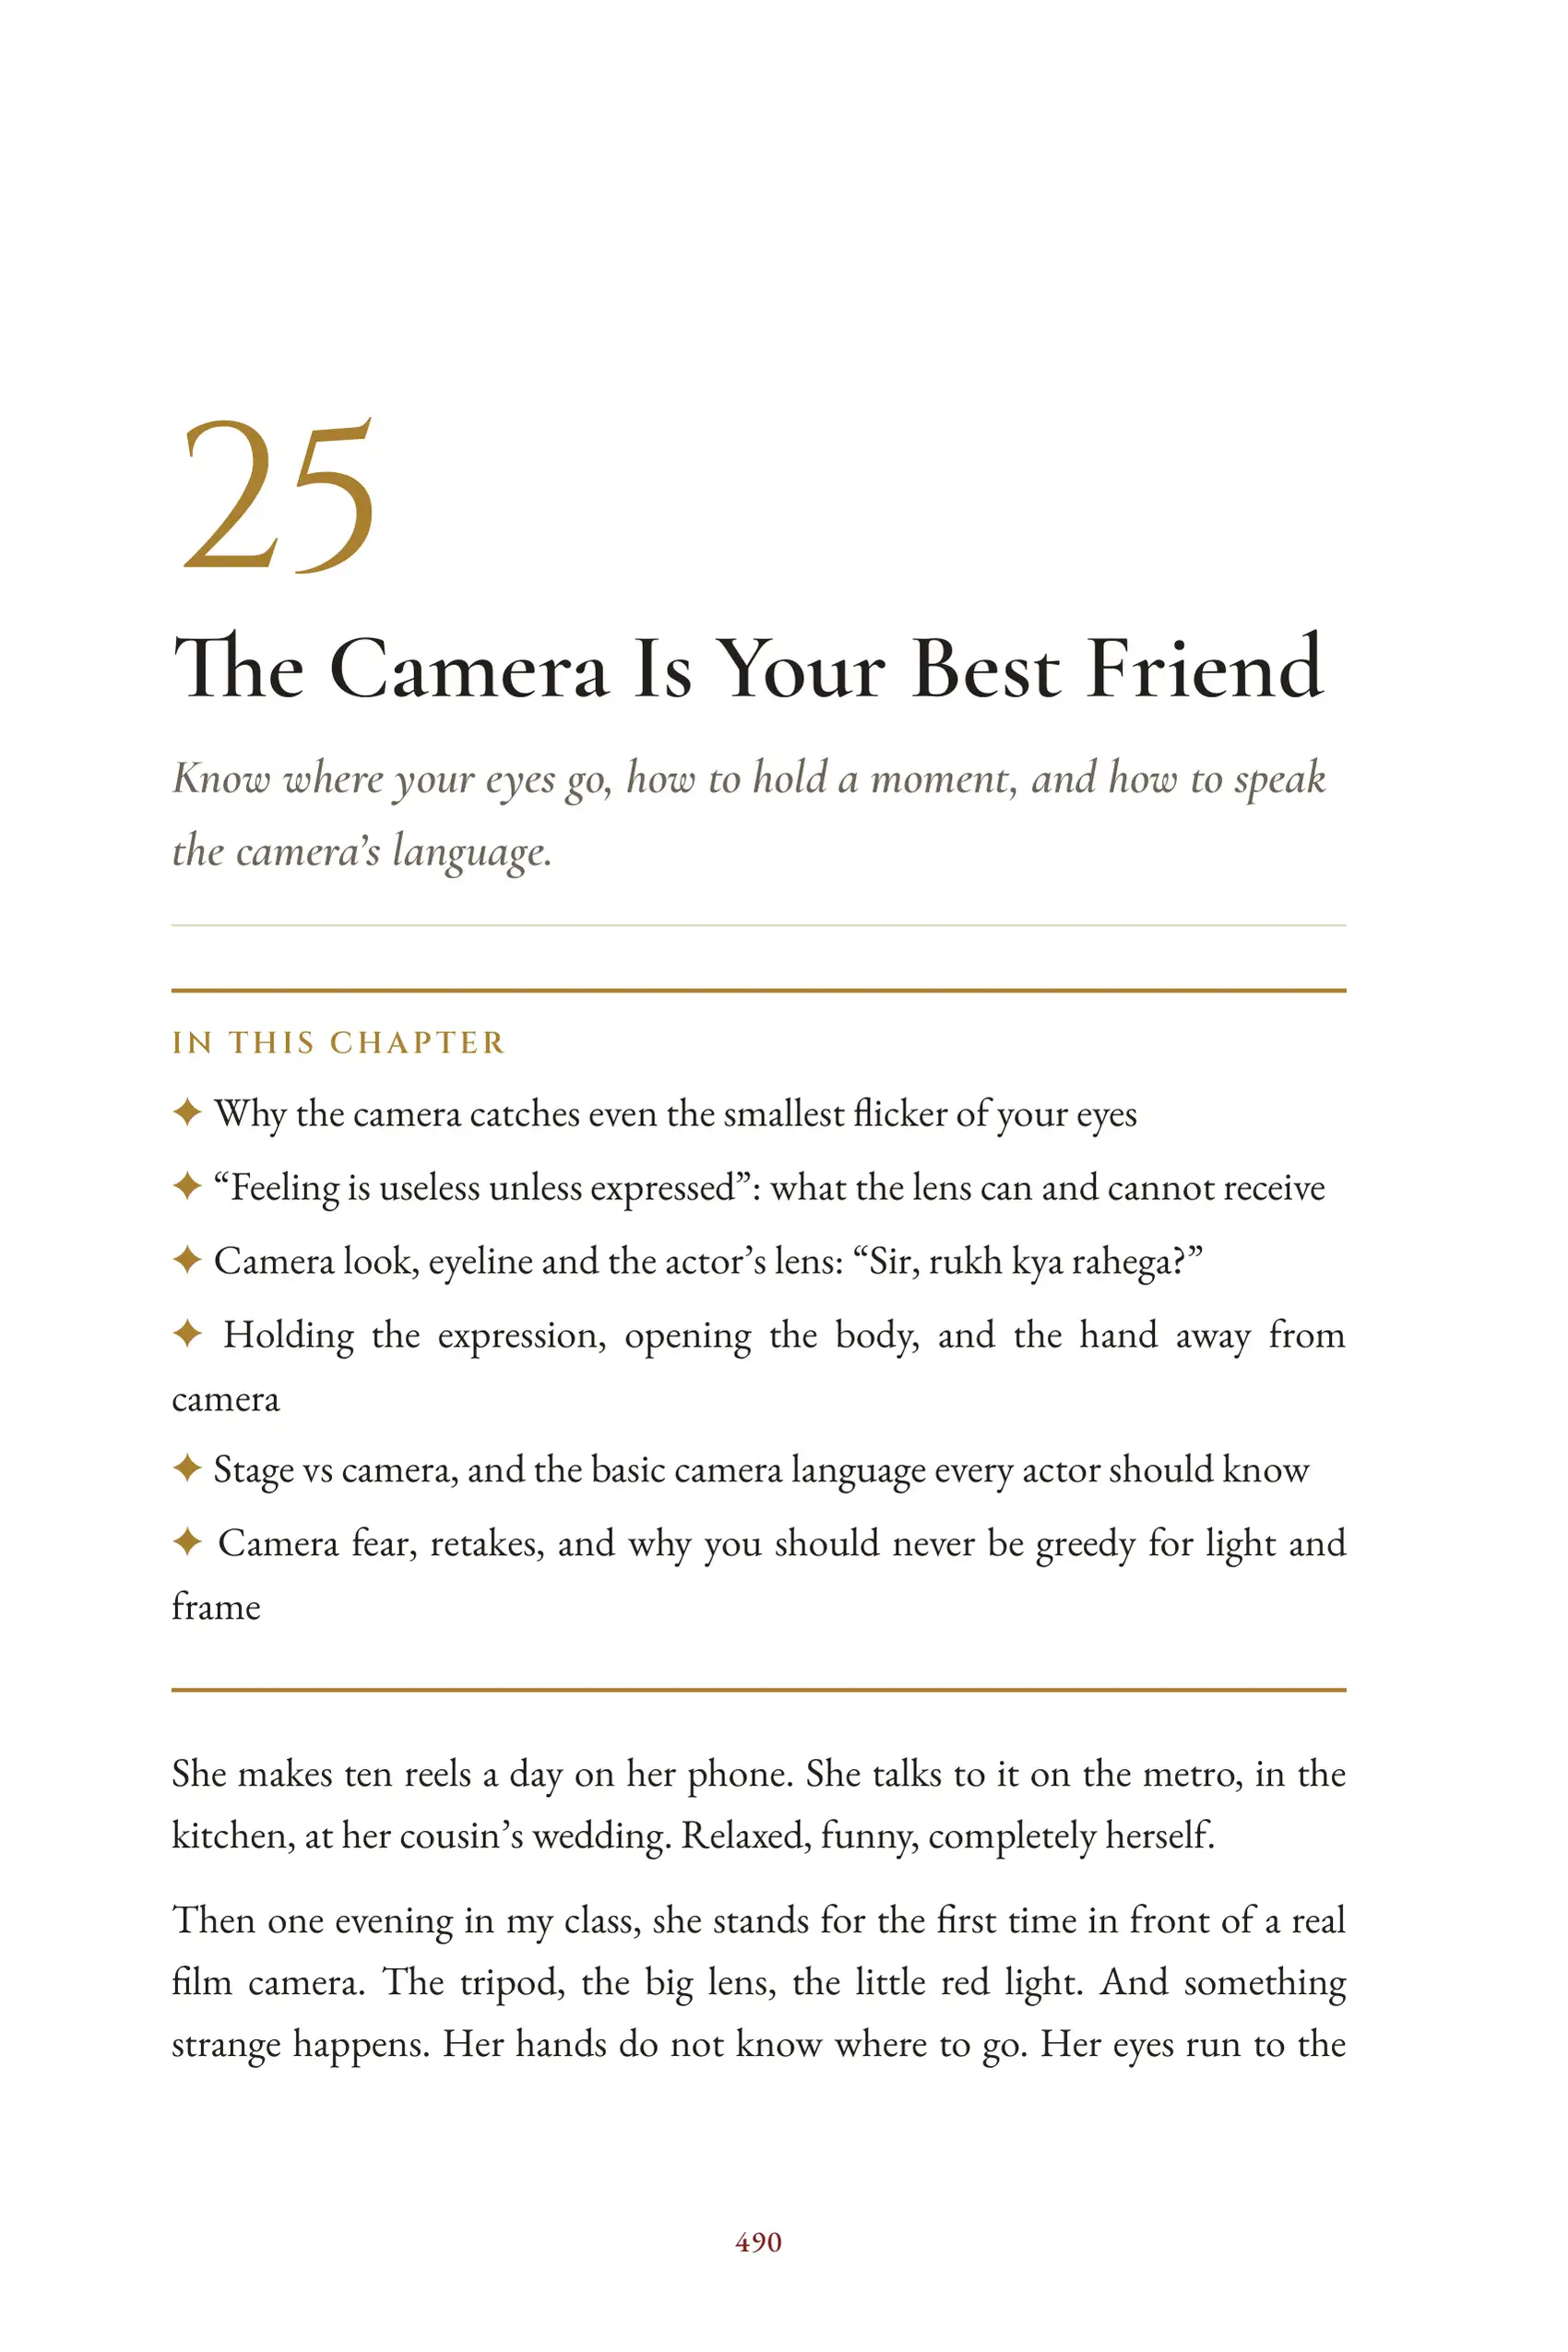 25
The Camera Is Your Best Friend
Know where your eyes go, how to hold a moment, and how to speak
the camera’s language.
IN THIS CHAPTER
✦ Why the camera catches even the smallest flicker of your eyes
✦ “Feeling is useless unless expressed”: what the lens can and cannot receive
✦ Camera look, eyeline and the actor’s lens: “Sir, rukh kya rahega?”
✦ Holding the expression, opening the body, and the hand away from
camera
✦ Stage vs camera, and the basic camera language every actor should know
✦ Camera fear, retakes, and why you should never be greedy for light and
frame
She makes ten reels a day on her phone. She talks to it on the metro, in the
kitchen, at her cousin’s wedding. Relaxed, funny, completely herself.
Then one evening in my class, she stands for the first time in front of a real
film camera. The tripod, the big lens, the little red light. And something
strange happens. Her hands do not know where to go. Her eyes run to the
490